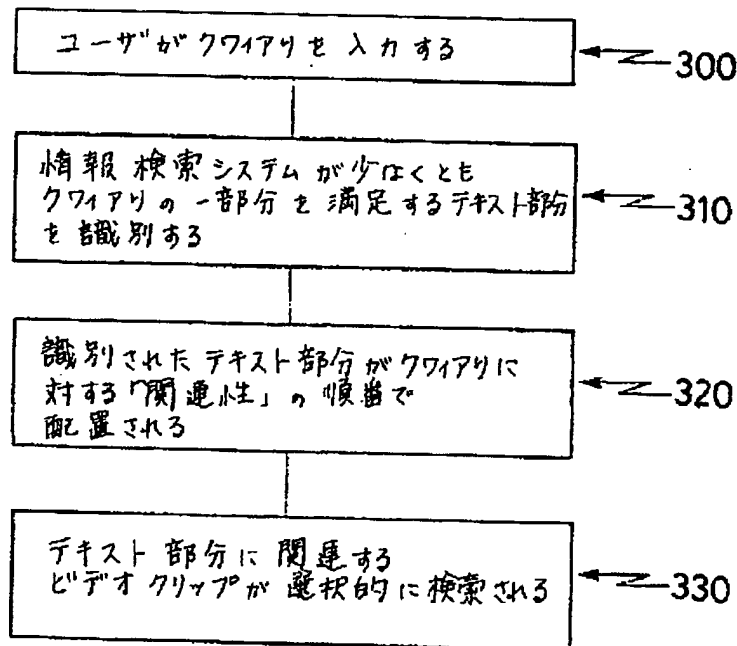 ユーザがクワィアリを入力する
300
情報検索システムが少なくとも
クワィアリの一部分を満足するテキスト部分
を識別する
310
識別されたテキスト部分がクワィアリに
対する「関連性」の順番で
配置される
320
テキスト部分に関連する
ビデオクリップが選択的に検索される
330